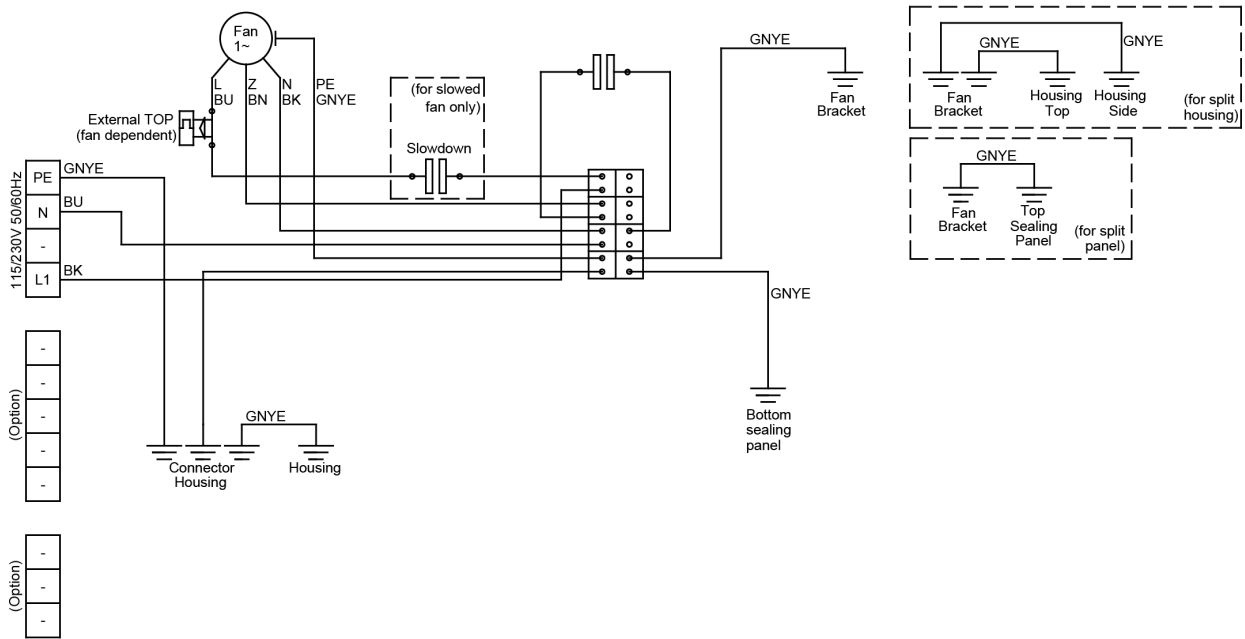 Fan
1~
L
BU
Z
BN
N
BK
PE
GNYE
External TOP
(fan dependent)
(for slowed
fan only)
Slowdown
GNYE
Fan
Bracket
GNYE
GNYE
Fan
Bracket
Housing
Top
Housing
Side
(for split
housing)
GNYE
Fan
Bracket
Top
Sealing
Panel
(for split
panel)
115/230V 50/60Hz
PE
GNYE
N
BU
-
L1
BK
GNYE
Bottom
sealing
panel
(Option)
-
-
-
-
-
GNYE
Connector
Housing
Housing
(Option)
-
-
-